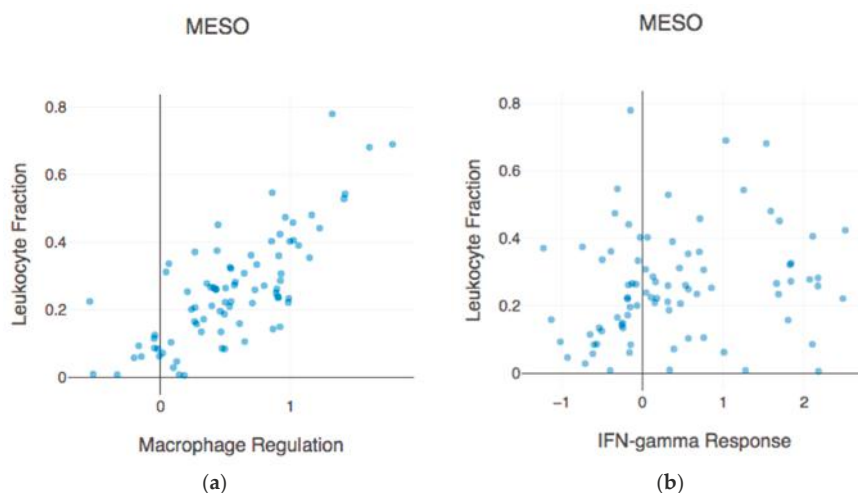 MESO
0.8
0.6
0.4
0.2
0
0
1
Leukocyte Fraction
Macrophage Regulation
(a)
MESO
0.8
0.6
0.4
0.2
0
−1
0
1
2
Leukocyte Fraction
IFN-gamma Response
(b)